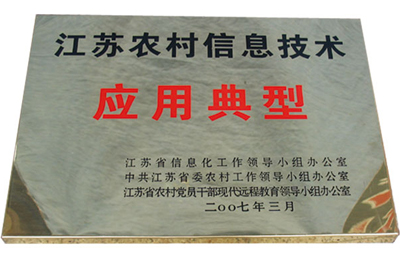 江苏农村信息技术
应用典型
江苏省信息化工作领导小组办公室
中共江苏省委农村工作领导小组办公室
江苏省农村党员干部现代远程教育领导小组办公室
二00七年三月